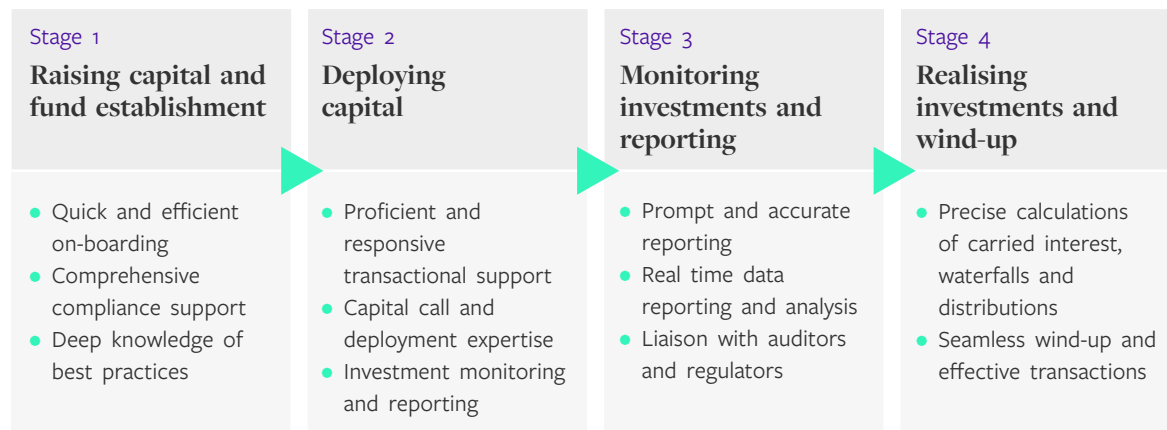 Stage 1
Raising capital and
fund establishment
Quick and efficient
on-boarding
Comprehensive
compliance support
Deep knowledge of
best practices
Stage 2
Deploying
capital
Proficient and
responsive
transactional support
Capital call and
deployment expertise
Investment monitoring
and reporting
Stage 3
Monitoring
investments and
reporting
Prompt and accurate
reporting
Real time data
reporting and analysis
Liaison with auditors
and regulators
Stage 4
Realising
investments and
wind-up
Precise calculations
of carried interest,
waterfalls and
distributions
Seamless wind-up and
effective transactions